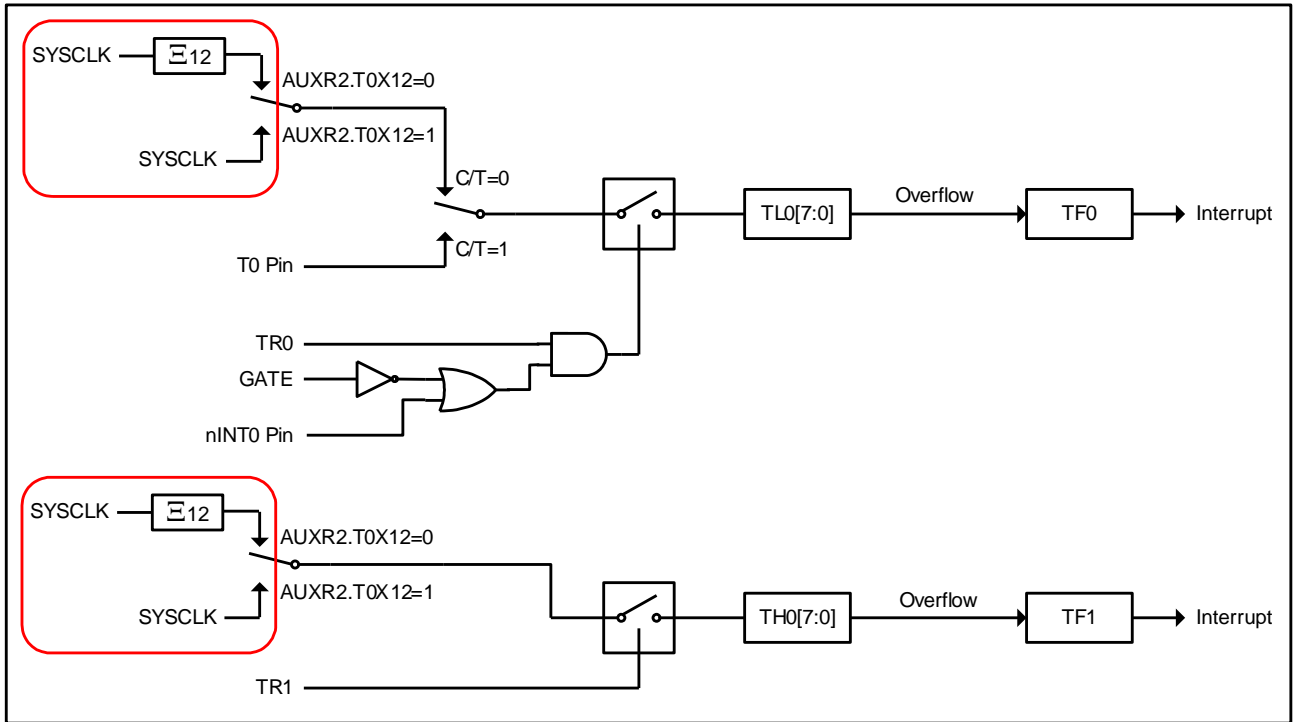 SYSCLK
Ξ12
AUXR2.T0X12=0
AUXR2.T0X12=1
SYSCLK
C/T=0
C/T=1
T0 Pin
TL0[7:0]
Overflow
TF0
Interrupt
TR0
GATE
nINT0 Pin
SYSCLK
Ξ12
AUXR2.T0X12=0
AUXR2.T0X12=1
SYSCLK
TH0[7:0]
Overflow
TF1
Interrupt
TR1